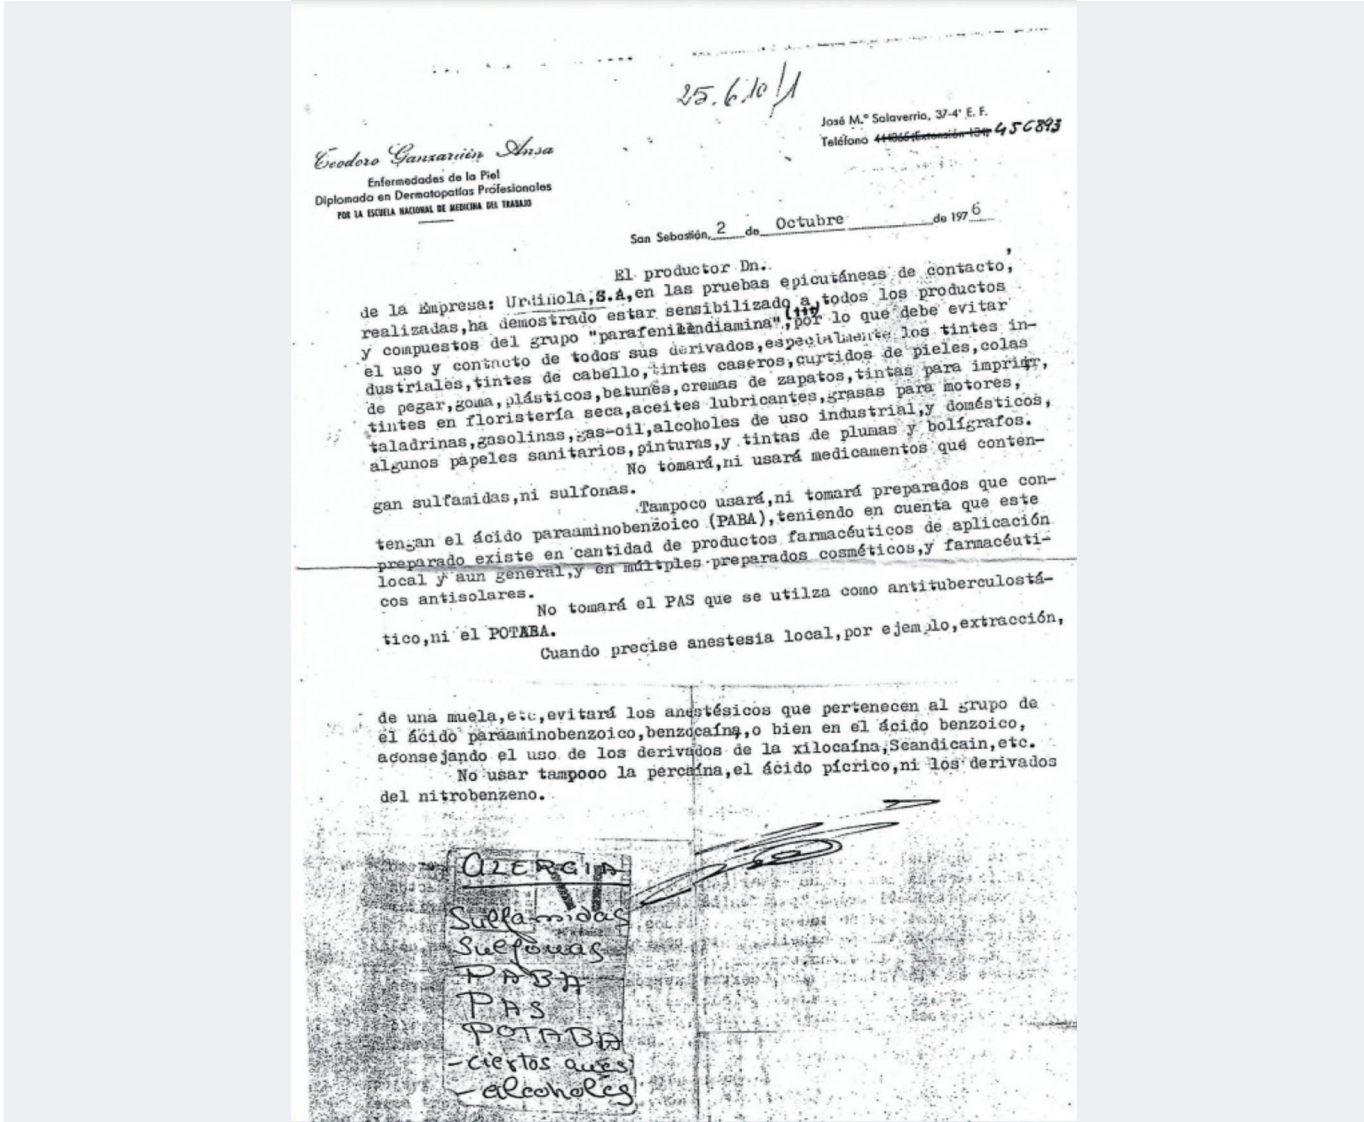 25.6.10/1
José M.ª Salaverria, 37-4º E. F.
Teléfono 456893
Teodoro Ganzaráin Ansa
Enfermedades de la Piel
Diplomado en Dermatopatías Profesionales
POR LA ESCUELA NACIONAL DE MEDICINA DEL TRABAJO
San Sebastián, 2 de Octubre de 1976
El productor Dn.. ,
de la Empresa: Urdiñola,S.A,en las pruebas epicutáneas de contacto,
realizadas,ha demostrado estar sensibilizado a todos los productos
y compuestos del grupo "parafenilendiamina",por lo que debe evitar
el uso y contacto de todos sus derivados,especialmente los tintes in-
dustriales,tintes de cabello,tintes caseros,curtidos de pieles,colas
de pegar,goma,plásticos,betunes,cremas de zapatos,tintas para imprimir,
tintes en floristería seca,aceites lubricantes,grasas para motores,
taladrinas,gasolinas,gas-oil,alcoholes de uso industrial,y domésticos,
algunos papeles sanitarios,pinturas,y tintas de plumas y bolígrafos.
No tomará,ni usará medicamentos que conten-
gan sulfamidas,ni sulfonas.
Tampoco usará,ni tomará preparados que con-
tengan el ácido paraaminobenzoico (PABA),teniendo en cuenta que este
preparado existe en cantidad de productos farmacéuticos de aplicación
local y aun general,y en múltples preparados cosméticos,y farmacéuti-
cos antisolares.
No tomará el PAS que se utilza como antituberculostá-
tico,ni el POTABA.
Cuando precise anestesia local,por ejemplo,extracción,
de una muela,etc,evitará los anestésicos que pertenecen al grupo de
el ácido paraaminobenzoico,benzocaína,o bien en el ácido benzoico,
aconsejando el uso de los derivados de la xilocaína,Scandicain,etc.
No usar tampoco la percaína,el ácido pícrico,ni los derivados
del nitrobenzeno.
ALERGIA
Sulfamidas
Sulfonas
PABA
PAS
POTABA
-ciertos
-alcoholes